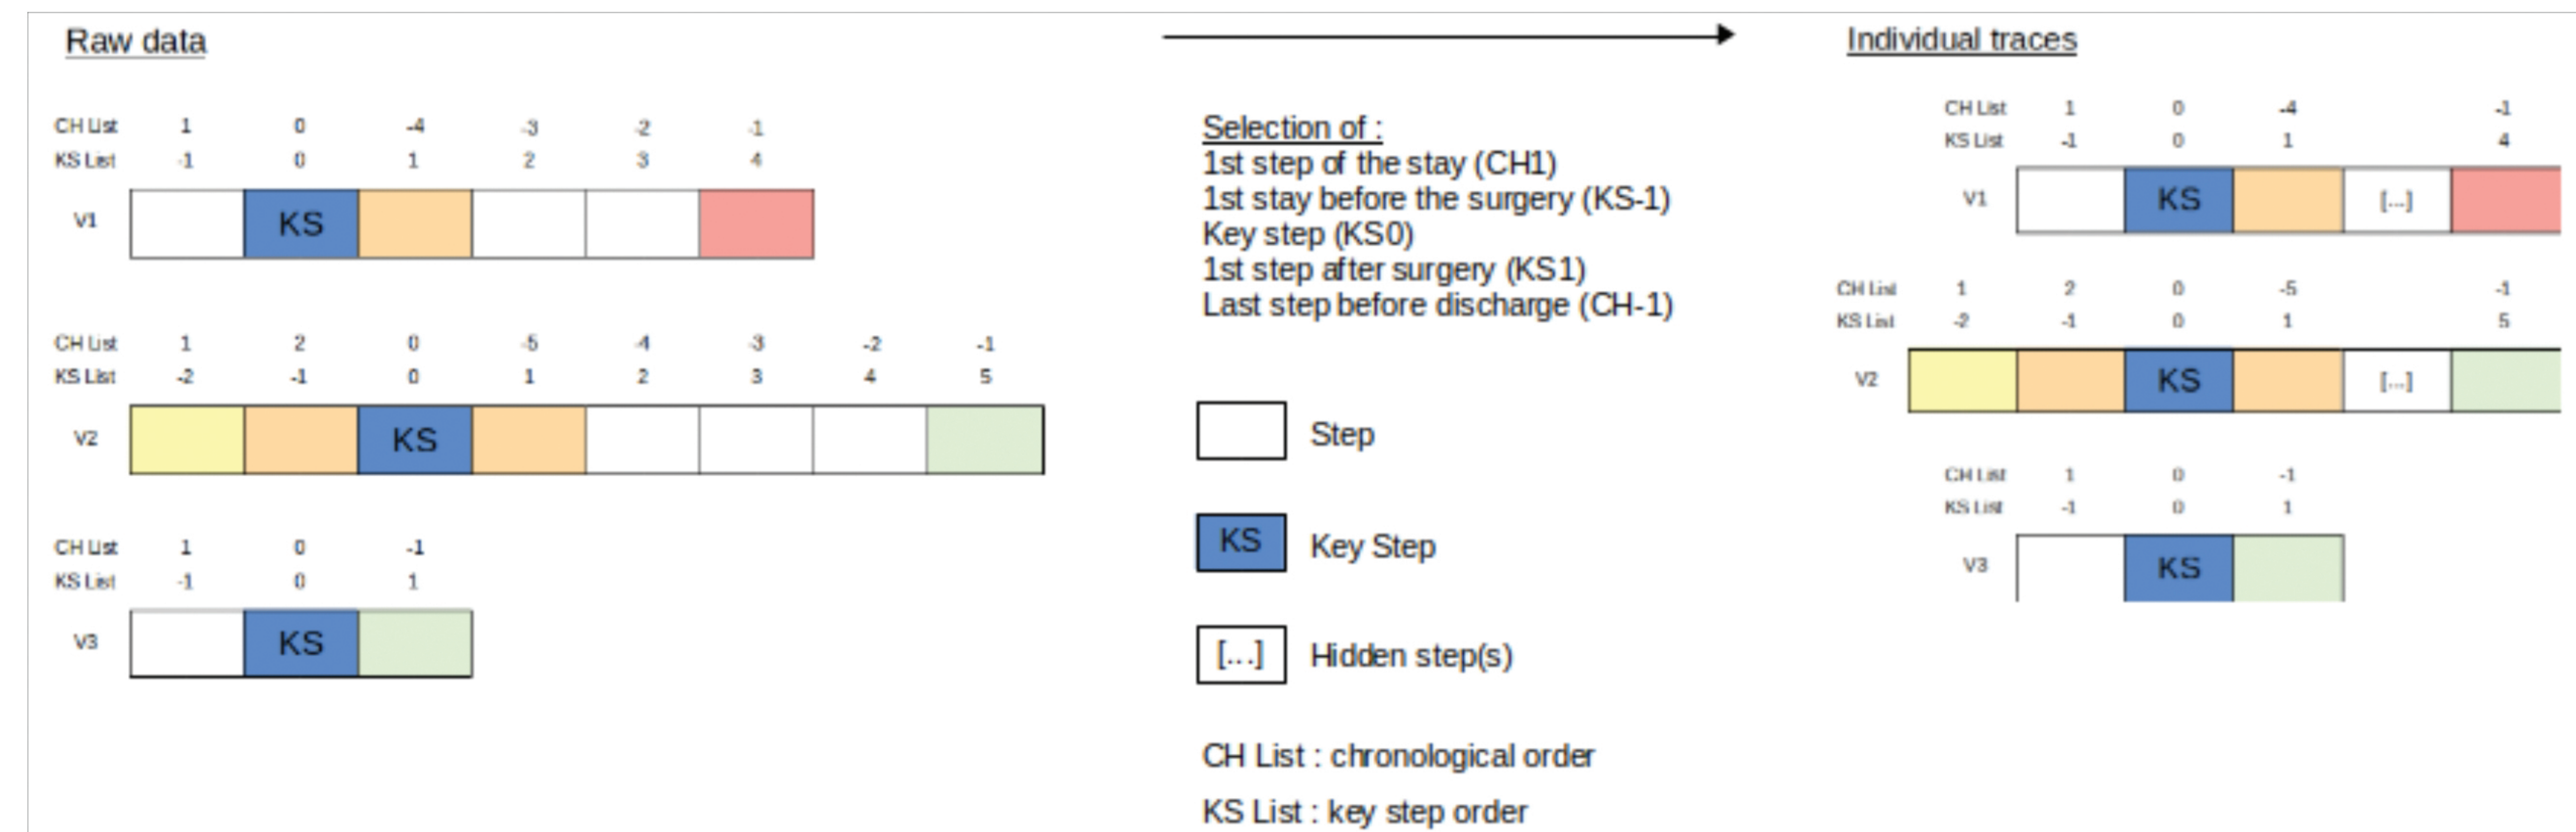 Raw data
CH List 1 0 -4 -3 -2 -1
KS List -1 0 1 2 3 4
V1 KS
CH List 1 2 0 -5 -4 -3 -2 -1
KS List -2 -1 0 1 2 3 4 5
V2 KS
CH List 1 0 -1
KS List -1 0 1
V3 KS
Selection of :
1st step of the stay (CH1)
1st stay before the surgery (KS-1)
Key step (KS0)
1st step after surgery (KS1)
Last step before discharge (CH-1)
Step
KS Key Step
[...] Hidden step(s)
CH List : chronological order
KS List : key step order
Individual traces
CH List 1 0 -4 -1
KS List -1 0 1 4
V1 KS [...]
CH List 1 2 0 -5 -1
KS List -2 -1 0 1 5
V2 KS [...]
CH List 1 0 -1
KS List -1 0 1
V3 KS